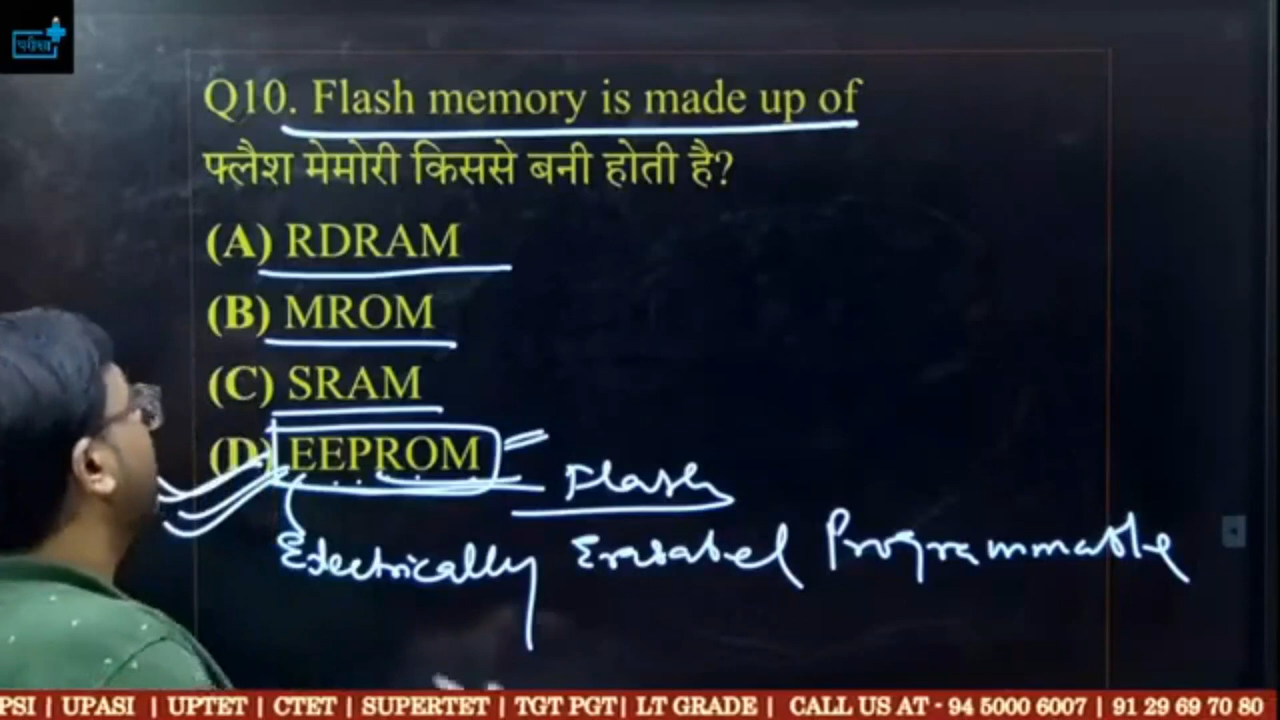 परीक्षा
Q10. Flash memory is made up of
फ्लैश मेमोरी किससे बनी होती है?
(A) RDRAM
(B) MROM
(C) SRAM
(D) EEPROM
Flash
Electrically Erasabel Programmable
PSI | UPASI | UPTET | CTET | SUPERTET | TGT PGT| LT GRADE | CALL US AT - 94 5000 6007 | 91 29 69 70 80